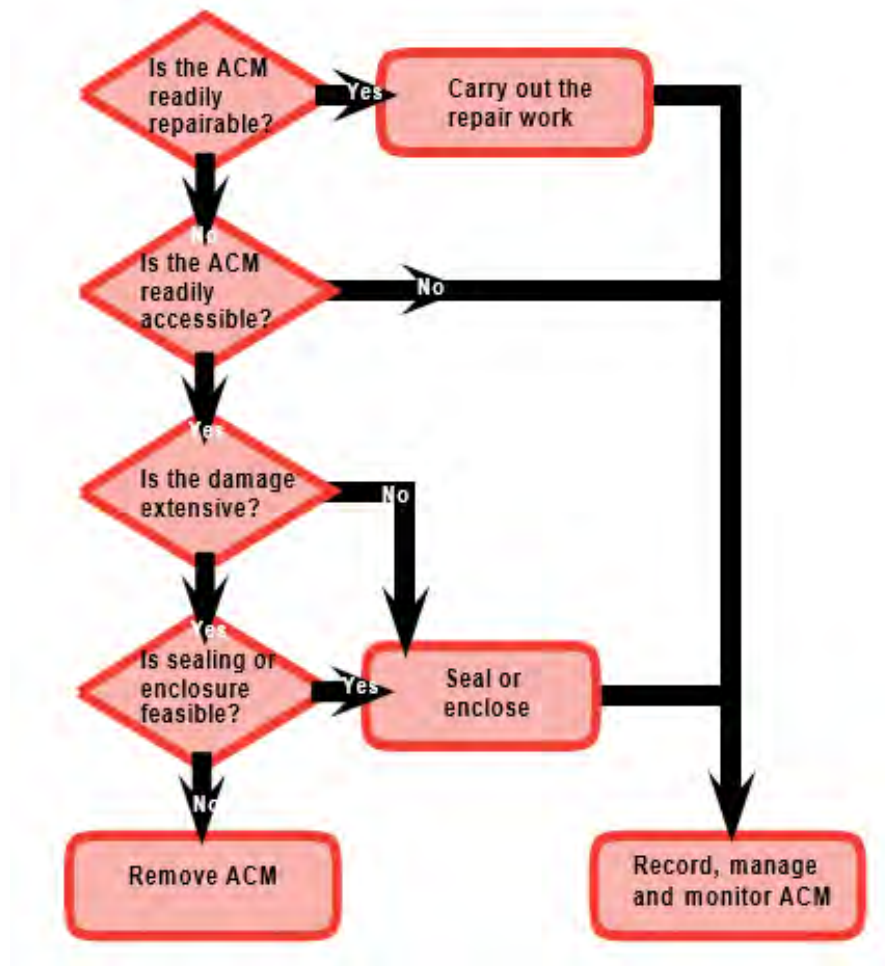 Is the ACM
readily
repairable?
Yes
Carry out the
repair work
No
Is the ACM
readily
accessible?
No
Yes
Is the damage
extensive?
No
Yes
Is sealing or
enclosure
feasible?
Yes
Seal or
enclose
No
Remove ACM
Record, manage
and monitor ACM